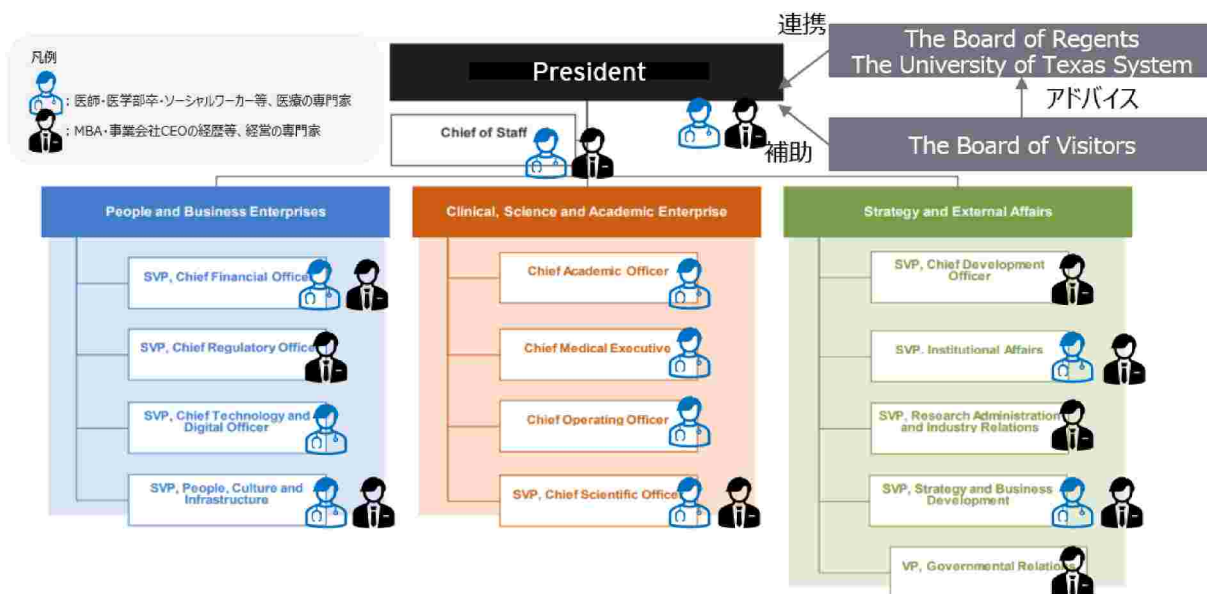 凡例
：医師・医学部卒・ソーシャルワーカー等、医療の専門家
：MBA・事業会社CEOの経歴等、経営の専門家
President
連携
The Board of Regents
The University of Texas System
アドバイス
補助
The Board of Visitors
Chief of Staff
People and Business Enterprises
SVP, Chief Financial Officer
SVP, Chief Regulatory Officer
SVP, Chief Technology and
Digital Officer
SVP, People, Culture and
Infrastructure
Clinical, Science and Academic Enterprise
Chief Academic Officer
Chief Medical Executive
Chief Operating Officer
SVP, Chief Scientific Officer
Strategy and External Affairs
SVP, Chief Development
Officer
SVP. Institutional Affairs
SVP, Research Administration
and Industry Relations
SVP, Strategy and Business
Development
VP, Governmental Relations